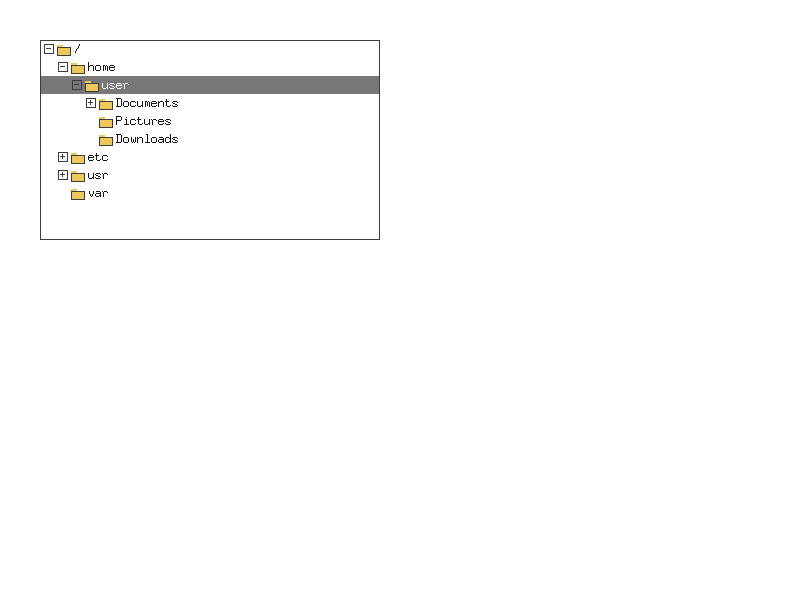 /
home
user
Documents
Pictures
Downloads
etc
usr
var